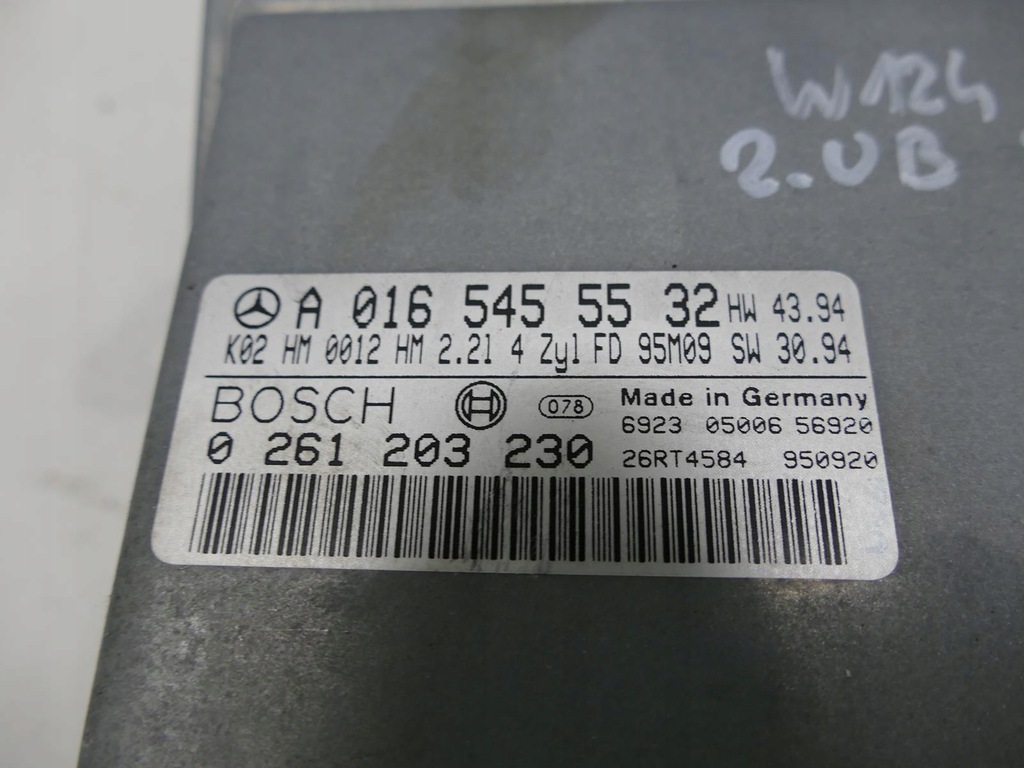 W124
2.0B
A 016 545 55 32 HW 43.94
K02 HM 0012 HM 2.21 4 Zyl FD 95M09 SW 30.94
BOSCH 078 Made in Germany
6923 05006 56920
0 261 203 230
26RT4584 950920